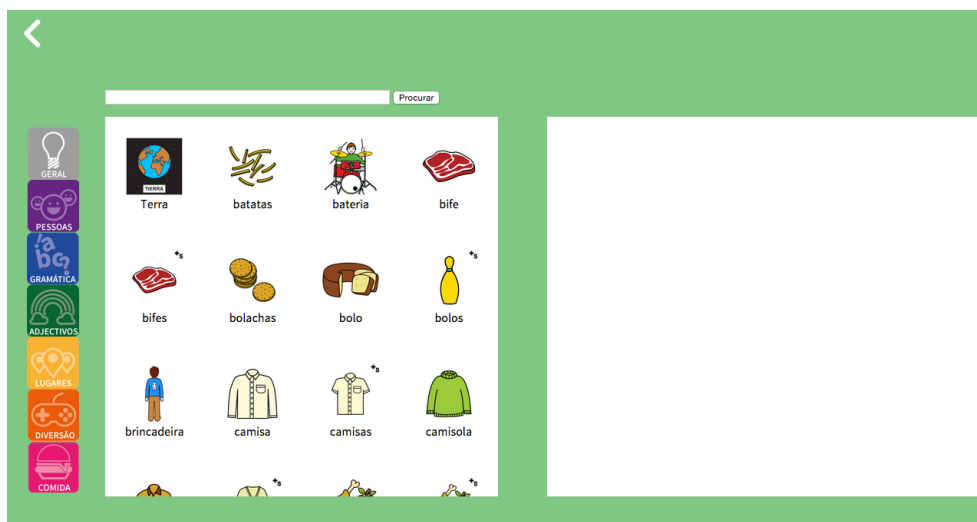 Procurar
GERAL
PESSOAS
GRAMÁTICA
ADJECTIVOS
LUGARES
DIVERSÃO
COMIDA
TIERRA
Terra batatas bateria bife
+s +s
bifes bolachas bolo bolos
+s
brincadeira camisa camisas camisola
+s +s